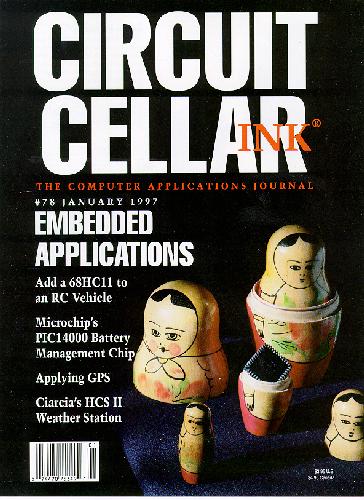 CIRCUIT
CELLAR
INK®
THE COMPUTER APPLICATIONS JOURNAL
#78 JANUARY 1997
EMBEDDED
APPLICATIONS
Add a 68HC11 to
an RC Vehicle
Microchip's
PIC14000 Battery
Management Chip
Applying GPS
Ciarcia's HCS II
Weather Station